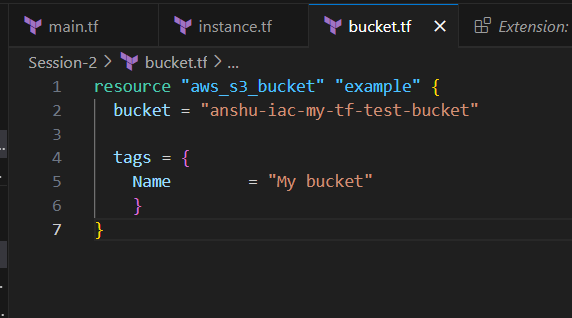 main.tf
instance.tf
bucket.tf
Extension:
Session-2 > bucket.tf > ...
1 resource "aws_s3_bucket" "example" {
2   bucket = "anshu-iac-my-tf-test-bucket"
3
4   tags = {
5     Name        = "My bucket"
6     }
7 }